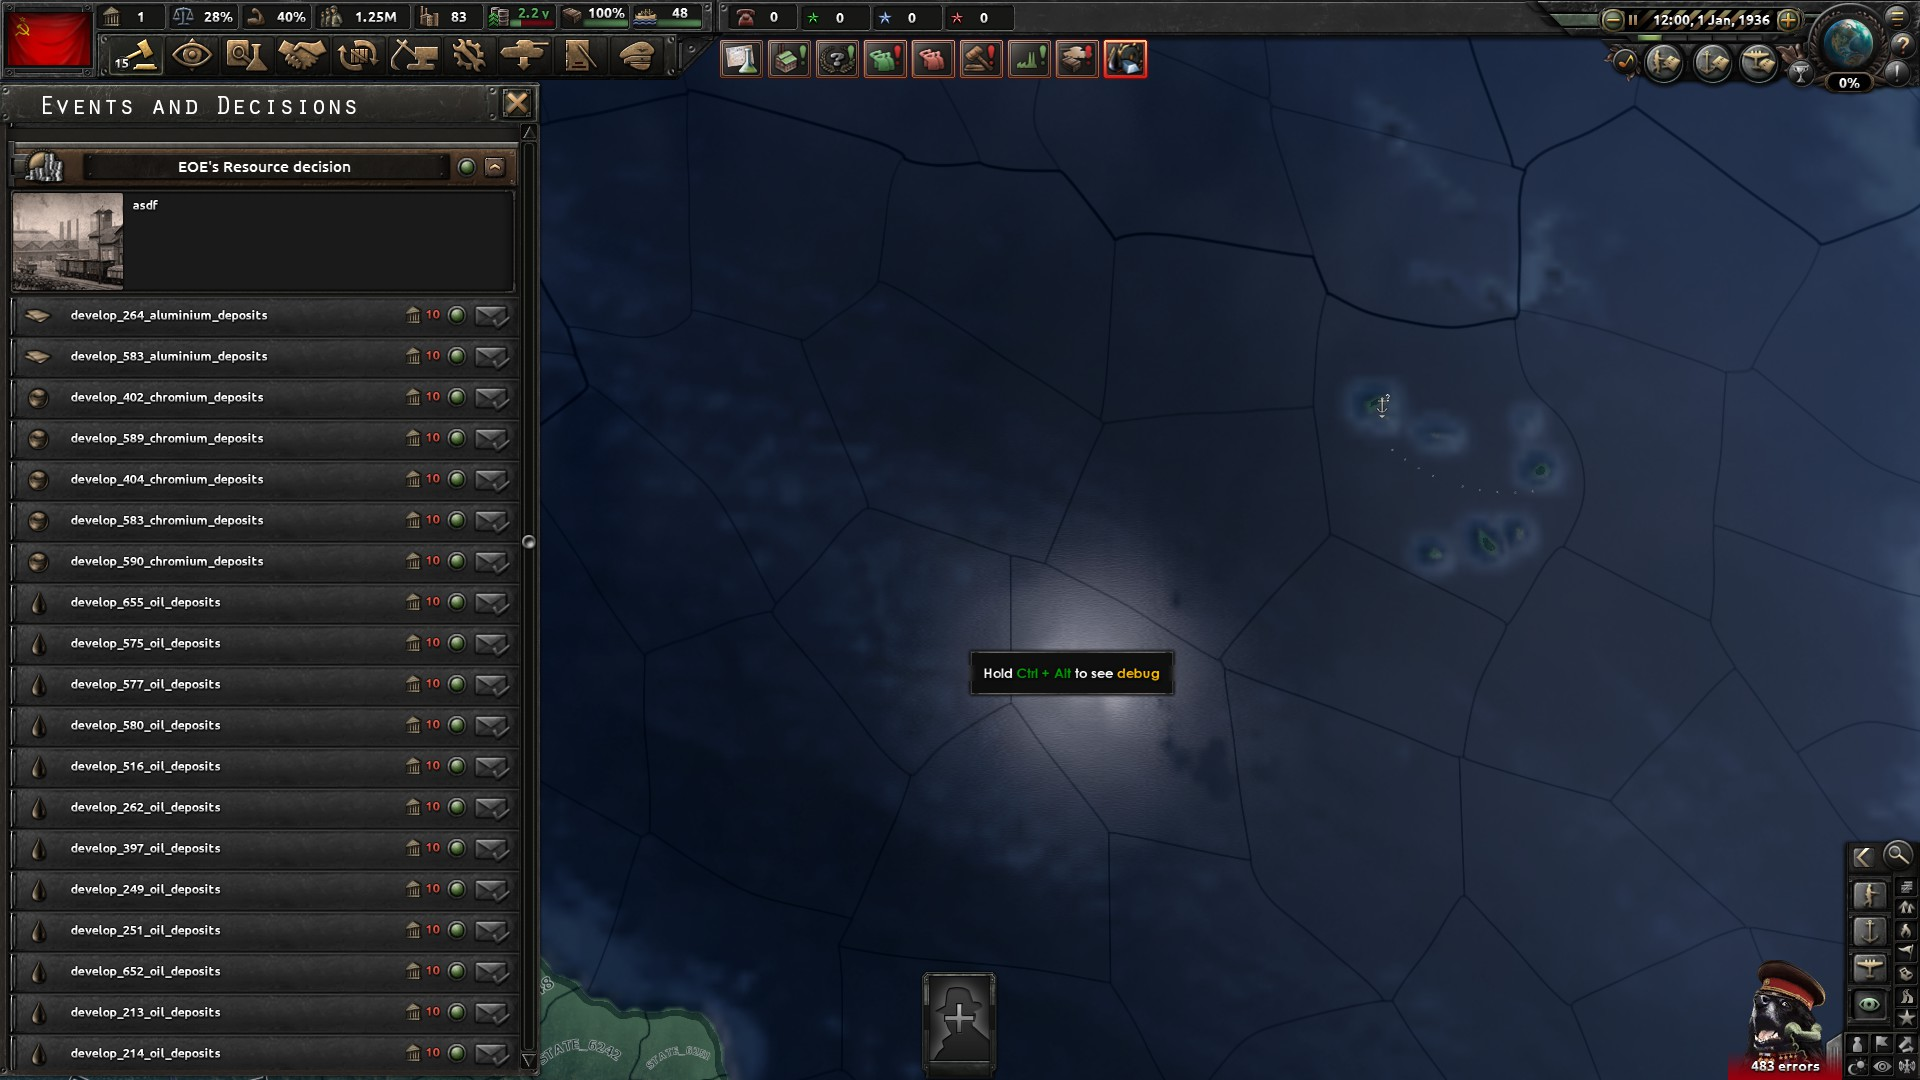 1 28% 40% 1.25M 83 2.2 v 100% 48 0 0 0 0 12:00, 1 Jan, 1936
15
0%
Events and Decisions
EOE's Resource decision
asdf
develop_264_aluminium_deposits 10
develop_583_aluminium_deposits 10
develop_402_chromium_deposits 10
develop_589_chromium_deposits 10
develop_404_chromium_deposits 10
develop_583_chromium_deposits 10
develop_590_chromium_deposits 10
develop_655_oil_deposits 10
develop_575_oil_deposits 10
develop_577_oil_deposits 10
develop_580_oil_deposits 10
develop_516_oil_deposits 10
develop_262_oil_deposits 10
develop_397_oil_deposits 10
develop_249_oil_deposits 10
develop_251_oil_deposits 10
develop_652_oil_deposits 10
develop_213_oil_deposits 10
develop_214_oil_deposits 10
Hold Ctrl + Alt to see debug
STATE_6242
483 errors